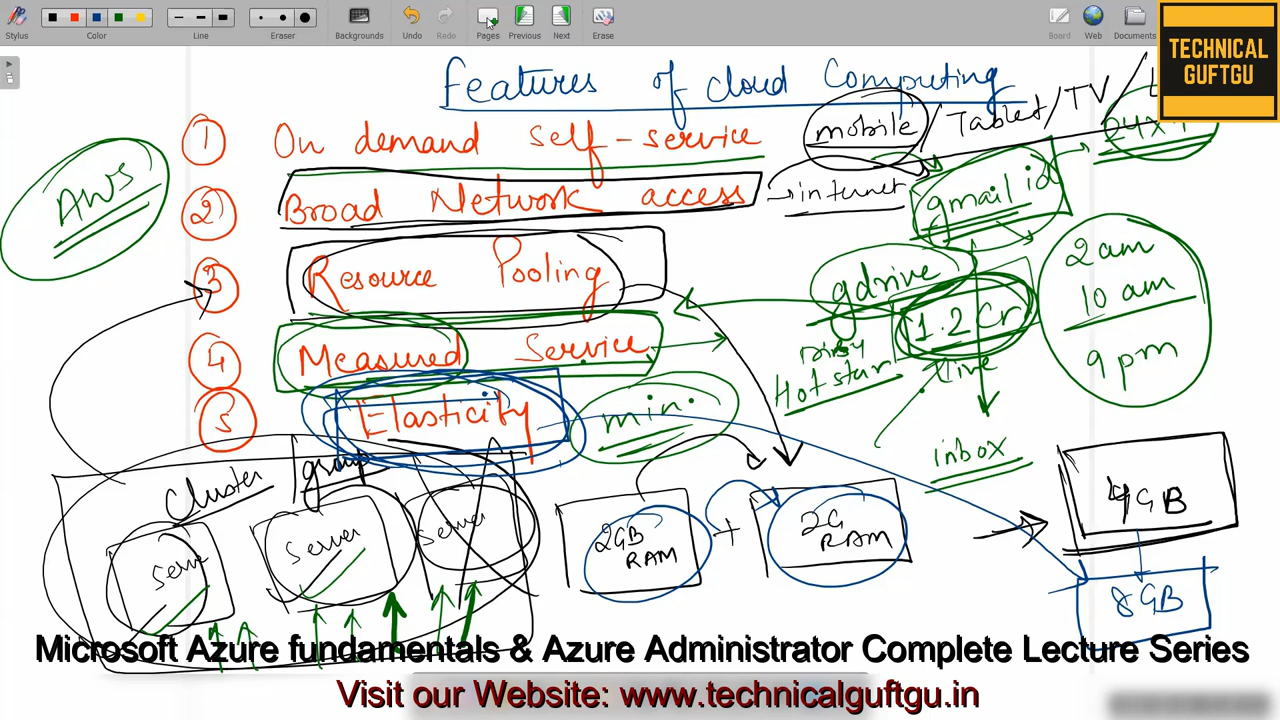 Stylus
Color
Line
Eraser
Backgrounds
Undo
Redo
Pages
Previous
Next
Erase
Board
Web
Documents
TECHNICAL
GUFTGU
Features of cloud Computing
mobile / Tablet / TV / L
1 On demand self-service
24x7
AWS
2 Broad Network access
internet
gmail id
3 Resource Pooling
gdrive
2 am
10 am
9 pm
1.2 Cr
live
4 Measured Service
Hotstar
5 Elasticity
min.
inbox
Cluster / group
Server
Server
2GB
RAM
+
2G
RAM
4GB
8GB
Microsoft Azure fundamentals & Azure Administrator Complete Lecture Series
Visit our Website: www.technicalguftgu.in